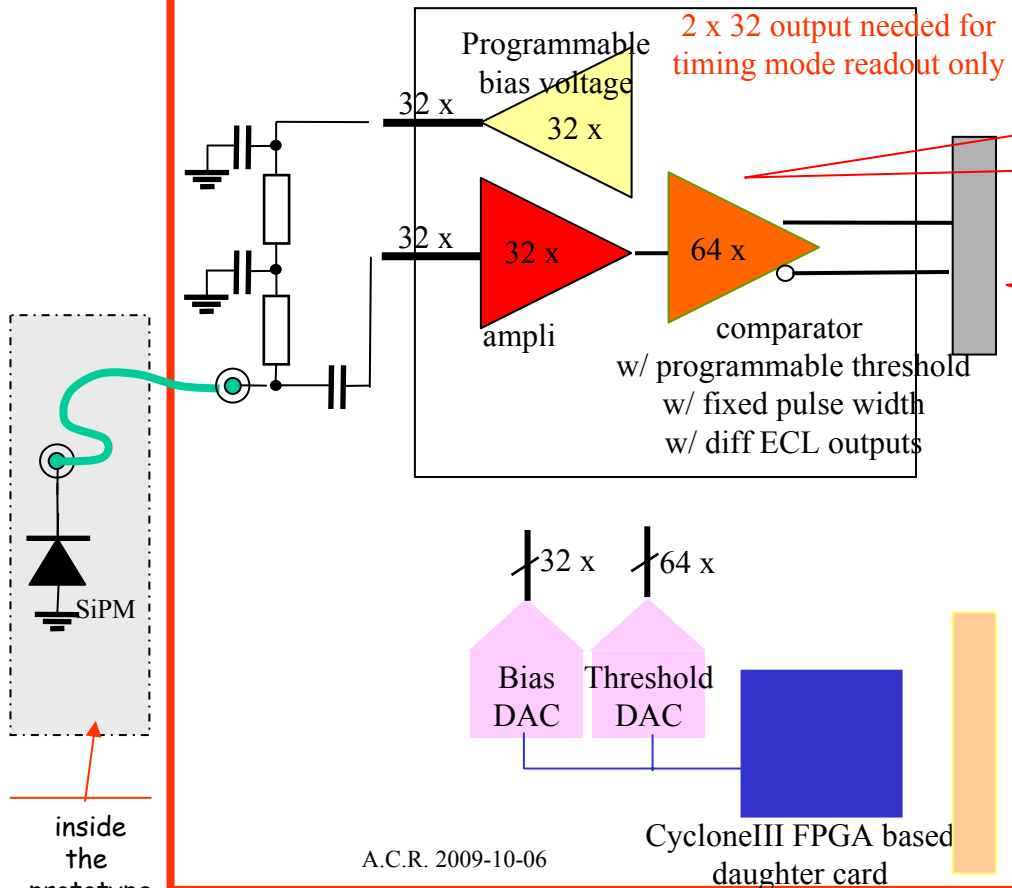 2 x 32 output needed for
timing mode readout only
Programmable
bias voltage
32 x
32 x
32 x
32 x
64 x
ampli
comparator
w/ programmable threshold
w/ fixed pulse width
w/ diff ECL outputs
SiPM
32 x
64 x
Bias
DAC
Threshold
DAC
CycloneIII FPGA based
daughter card
inside
the
prototype
A.C.R. 2009-10-06